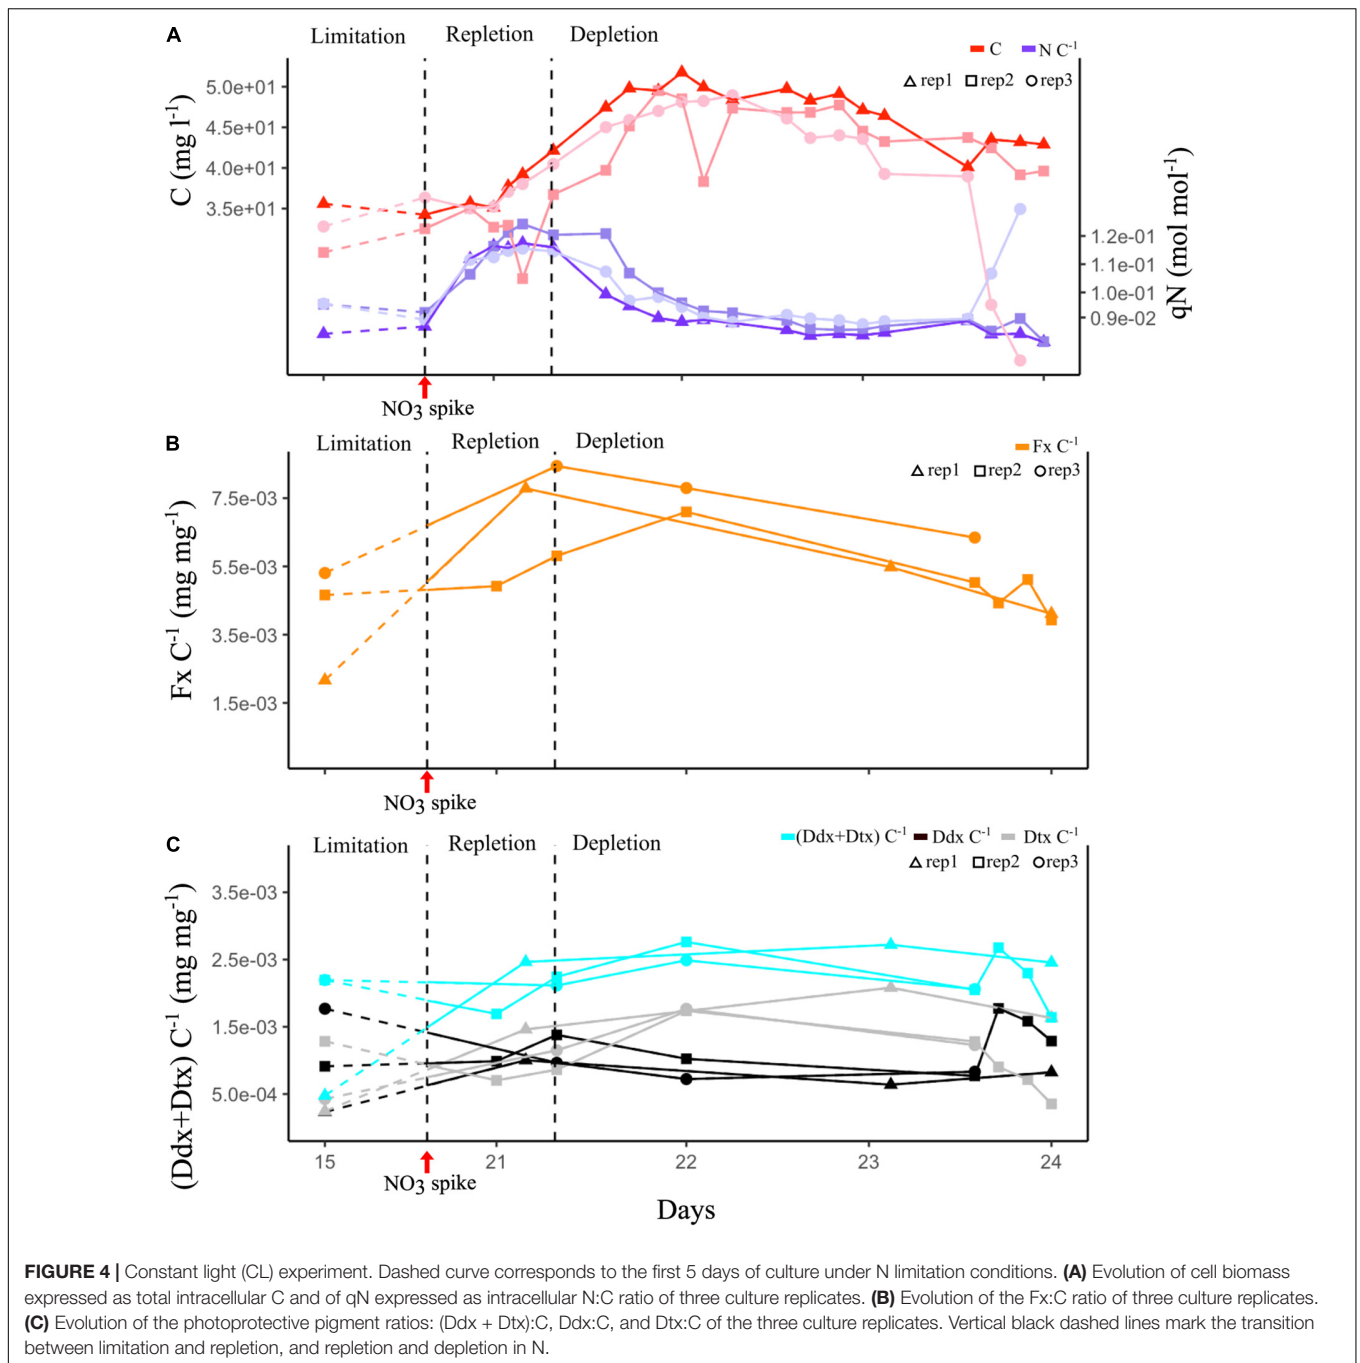 A
Limitation Repletion Depletion
C N C⁻¹
rep1 rep2 rep3
C (mg l⁻¹)
5.0e+01
4.5e+01
4.0e+01
3.5e+01
qN (mol mol⁻¹)
1.2e-01
1.1e-01
1.0e-01
0.9e-02
NO3 spike
B
Limitation Repletion Depletion
Fx C⁻¹
rep1 rep2 rep3
Fx C⁻¹ (mg mg⁻¹)
7.5e-03
5.5e-03
3.5e-03
1.5e-03
NO3 spike
C
Limitation Repletion Depletion
(Ddx+Dtx) C⁻¹ Ddx C⁻¹ Dtx C⁻¹
rep1 rep2 rep3
(Ddx+Dtx) C⁻¹ (mg mg⁻¹)
3.5e-03
2.5e-03
1.5e-03
5.0e-04
15 21 22 23 24
NO3 spike
Days
FIGURE 4 | Constant light (CL) experiment. Dashed curve corresponds to the first 5 days of culture under N limitation conditions. (A) Evolution of cell biomass
expressed as total intracellular C and of qN expressed as intracellular N:C ratio of three culture replicates. (B) Evolution of the Fx:C ratio of three culture replicates.
(C) Evolution of the photoprotective pigment ratios: (Ddx + Dtx):C, Ddx:C, and Dtx:C of the three culture replicates. Vertical black dashed lines mark the transition
between limitation and repletion, and repletion and depletion in N.